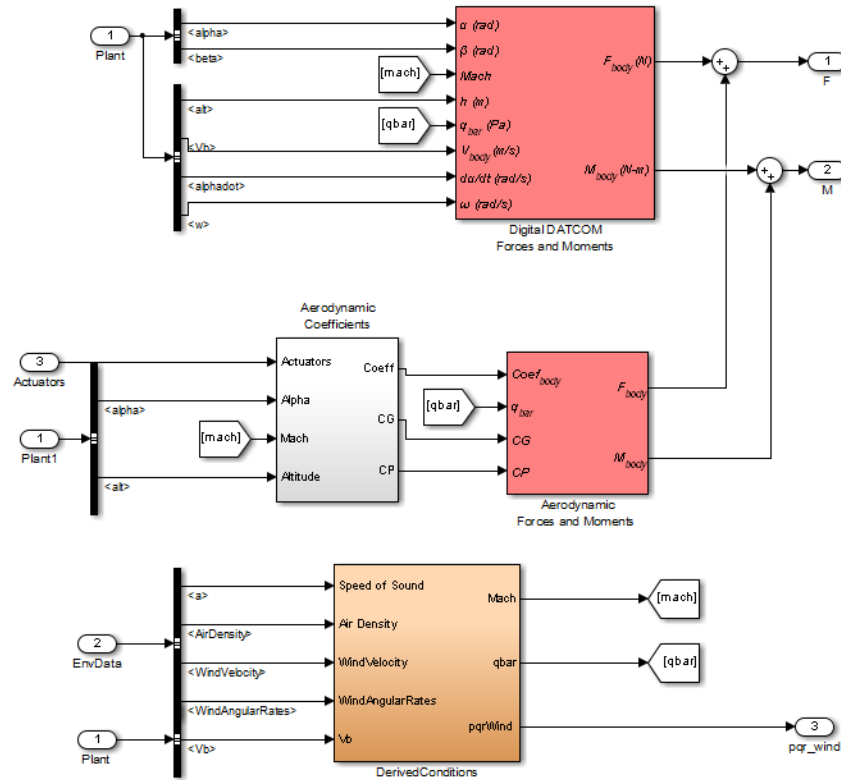 1
Plant
<alpha>
<beta>
<alt>
<Vb>
<alphadot>
<w>
[mach]
[qbar]
α (rad)
β (rad)
Mach
h (m)
q_bar (Pa)
V_body (m/s)
dα/dt (rad/s)
ω (rad/s)
F_body (N)
M_body (N-m)
Digital DATCOM
Forces and Moments
++
1
F
++
2
M
Aerodynamic
Coefficients
3
Actuators
1
Plant1
<alpha>
<alt>
[mach]
Actuators
Alpha
Mach
Altitude
Coeff
CG
CP
[qbar]
Coef_body
q_bar
CG
CP
F_body
M_body
Aerodynamic
Forces and Moments
2
EnvData
1
Plant
<a>
<AirDensity>
<WindVelocity>
<WindAngularRates>
<Vb>
Speed of Sound
Air Density
WindVelocity
WindAngularRates
Vb
Mach
qbar
pqrWind
DerivedConditions
[mach]
[qbar]
3
pqr_wind